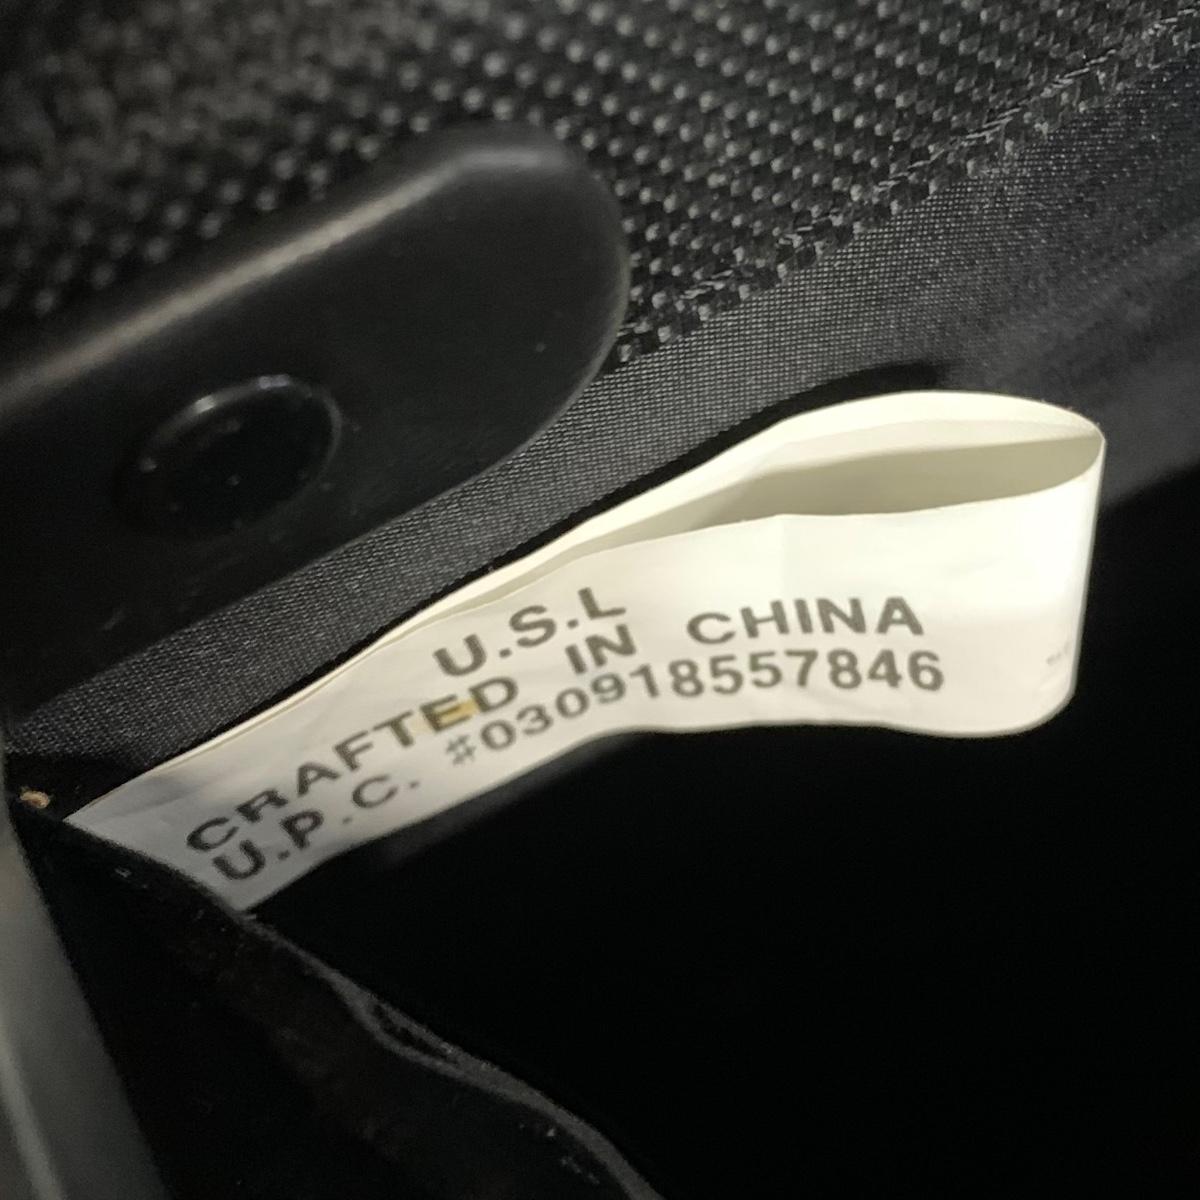 U.S.L
CRAFTED IN CHINA
U.P.C. #030918557846